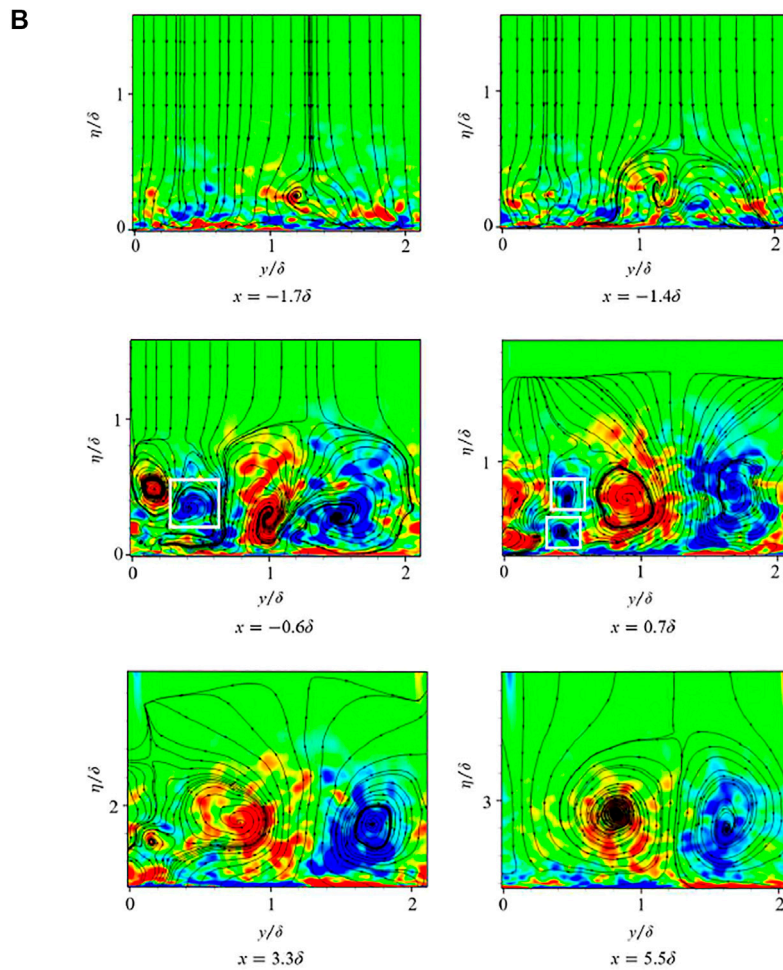 B
η/δ
1
0
0 1 2
y/δ
x = −1.7δ
η/δ
1
0
0 1 2
y/δ
x = −1.4δ
η/δ
1
0
0 1 2
y/δ
x = −0.6δ
η/δ
1
0 1 2
y/δ
x = 0.7δ
η/δ
2
0 1 2
y/δ
x = 3.3δ
η/δ
3
0 1 2
y/δ
x = 5.5δ